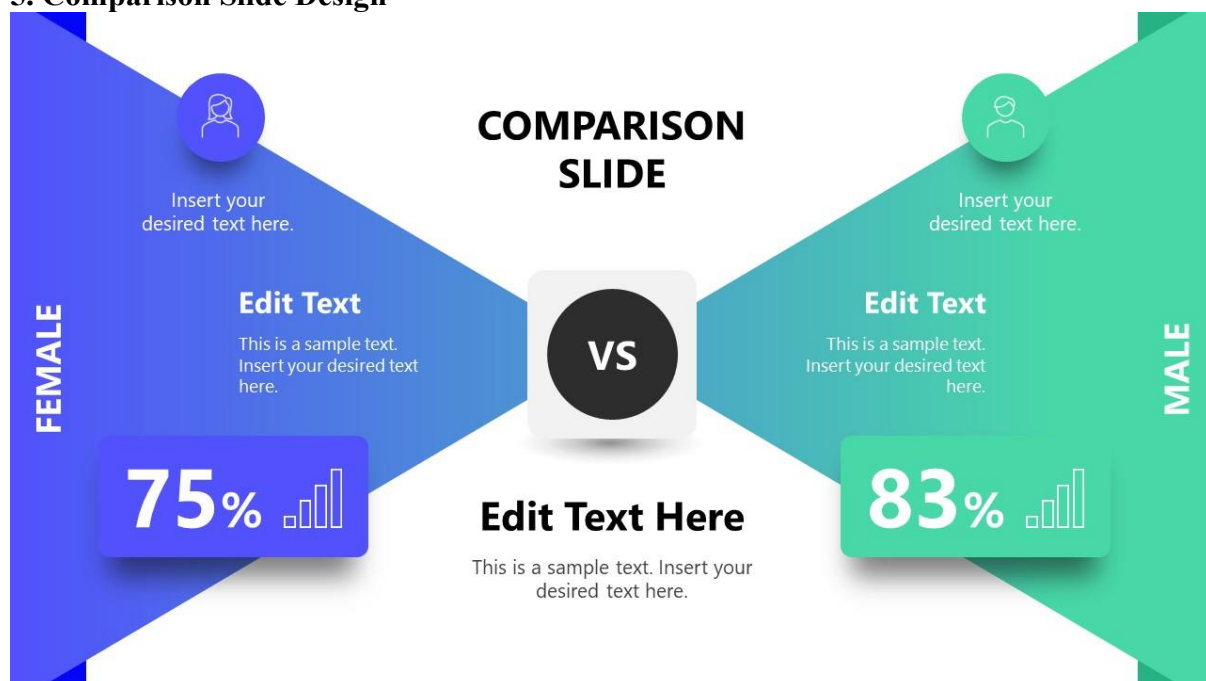 3. Comparison Slide Design
COMPARISON
SLIDE
Insert your
desired text here.
Edit Text
This is a sample text.
Insert your desired text
here.
FEMALE
75%
VS
Edit Text Here
This is a sample text. Insert your
desired text here.
Insert your
desired text here.
Edit Text
This is a sample text.
Insert your desired text
here.
MALE
83%